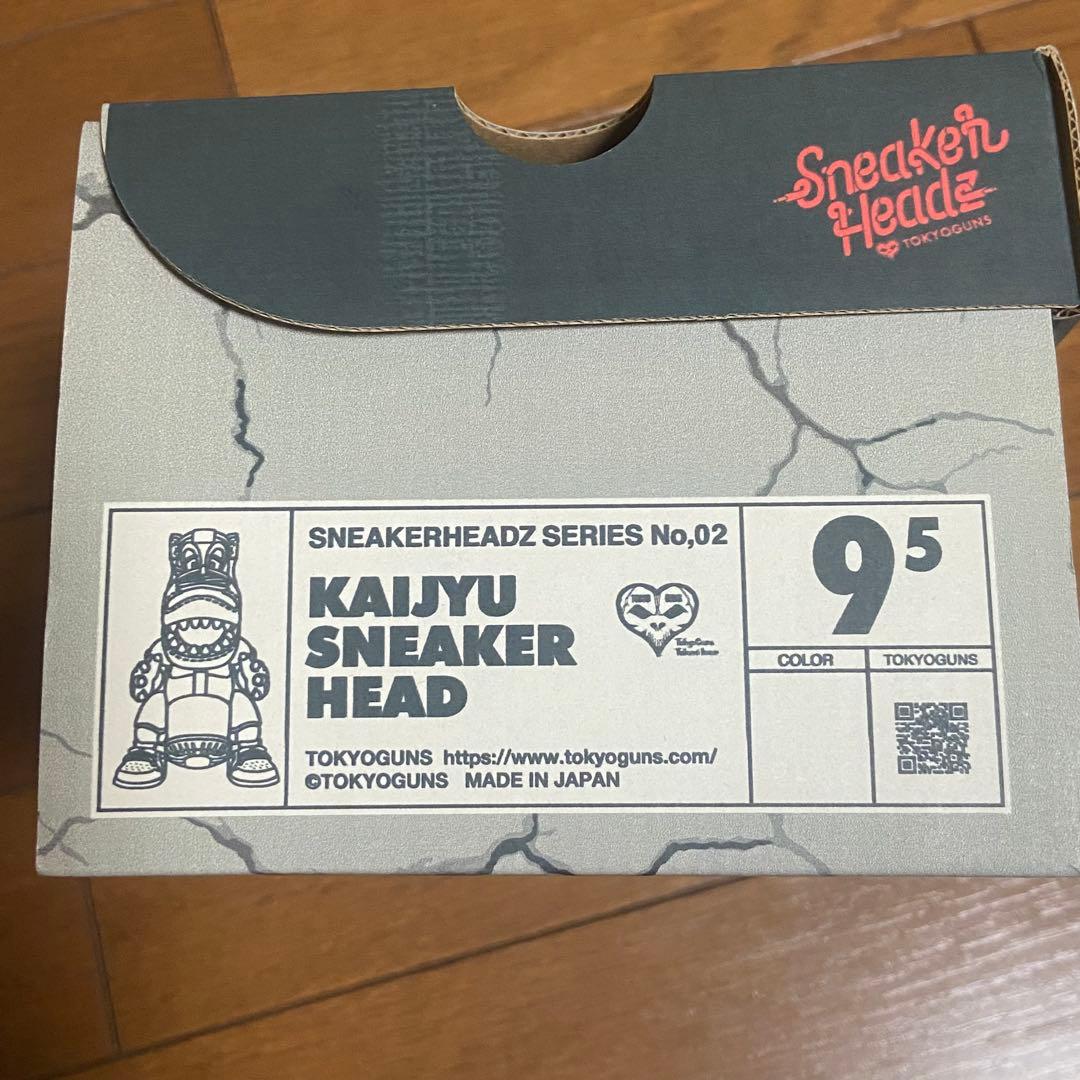 Sneaker
Headz
TOKYOGUNS
SNEAKERHEADZ SERIES No,02
KAIJYU
SNEAKER
HEAD
TokyoGuns
TOKYOGUNS https://www.tokyoguns.com/
©TOKYOGUNS MADE IN JAPAN
9⁵
COLOR
TOKYOGUNS